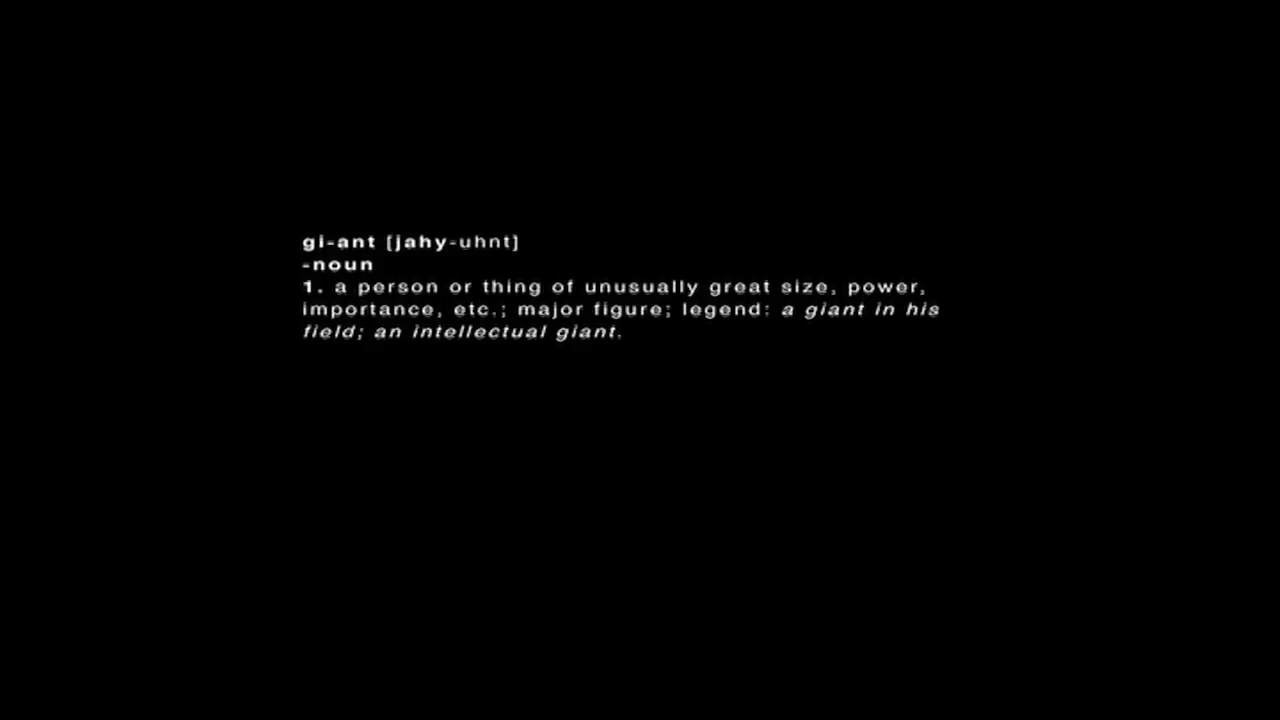 gi-ant [jahy-uhnt]
-noun
1. a person or thing of unusually great size, power,
importance, etc.; major figure; legend: a giant in his
field; an intellectual giant.